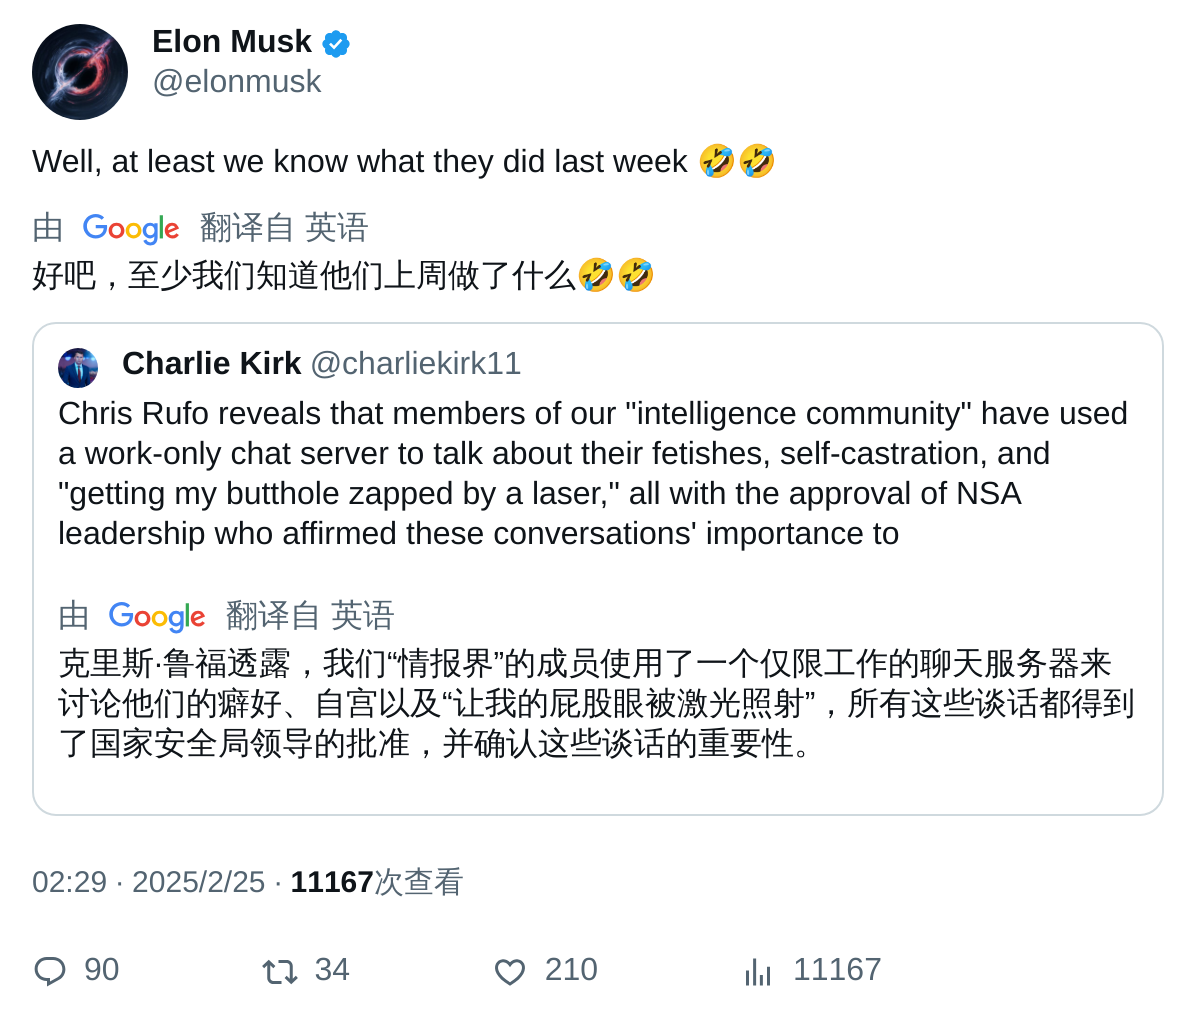 Elon Musk
@elonmusk
Well, at least we know what they did last week 🤣🤣
由 Google 翻译自 英语
好吧，至少我们知道他们上周做了什么🤣🤣
Charlie Kirk @charliekirk11
Chris Rufo reveals that members of our "intelligence community" have used
a work-only chat server to talk about their fetishes, self-castration, and
"getting my butthole zapped by a laser," all with the approval of NSA
leadership who affirmed these conversations' importance to
由 Google 翻译自 英语
克里斯·鲁福透露，我们“情报界”的成员使用了一个仅限工作的聊天服务器来
讨论他们的癖好、自宫以及“让我的屁股眼被激光照射”，所有这些谈话都得到
了国家安全局领导的批准，并确认这些谈话的重要性。
02:29 · 2025/2/25 · 11167次查看
90 34 210 11167